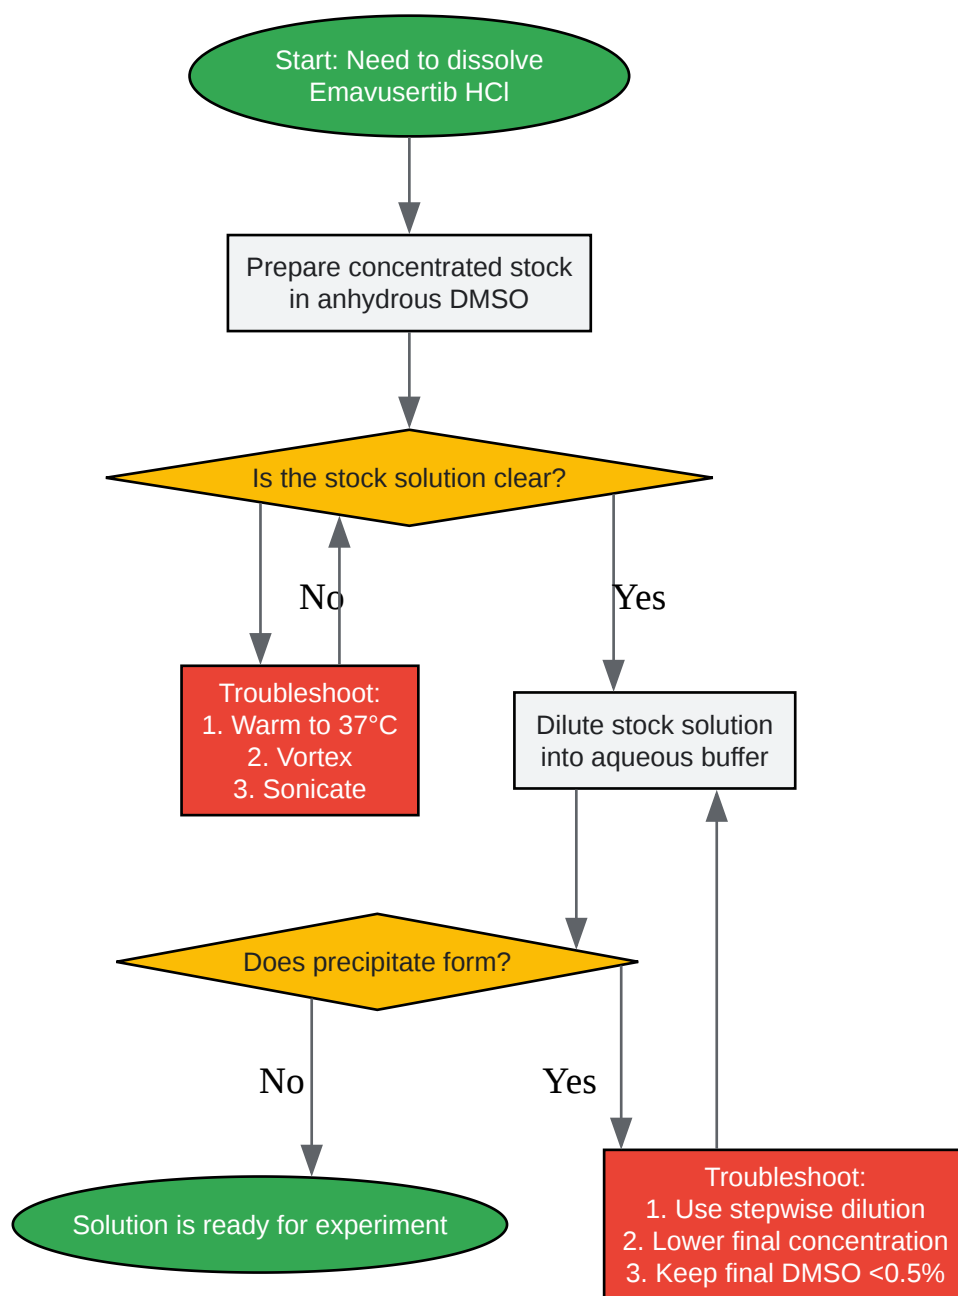 Start: Need to dissolve
Emavusertib HCl
Prepare concentrated stock
in anhydrous DMSO
Is the stock solution clear?
No
Yes
Troubleshoot:
1. Warm to 37°C
2. Vortex
3. Sonicate
Dilute stock solution
into aqueous buffer
Does precipitate form?
No
Yes
Solution is ready for experiment
Troubleshoot:
1. Use stepwise dilution
2. Lower final concentration
3. Keep final DMSO <0.5%